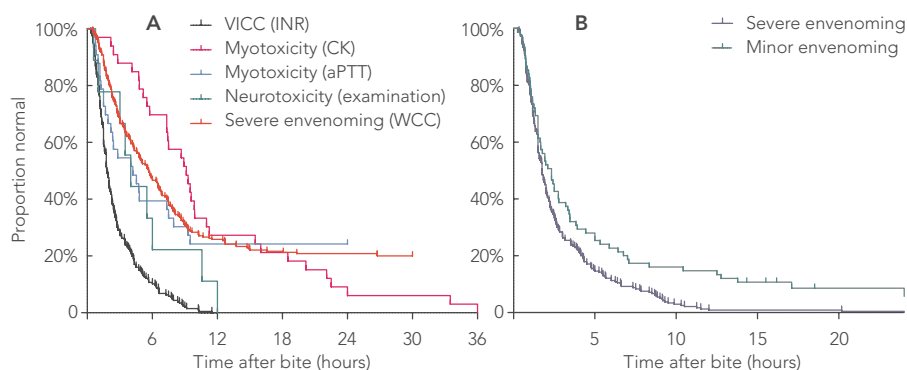 A
VICC (INR)
Myotoxicity (CK)
Myotoxicity (aPTT)
Neurotoxicity (examination)
Severe envenoming (WCC)
Proportion normal
100%
80%
60%
40%
20%
0
6
12
18
24
30
36
Time after bite (hours)
B
Severe envenoming
Minor envenoming
100%
80%
60%
40%
20%
0
5
10
15
20
Time after bite (hours)